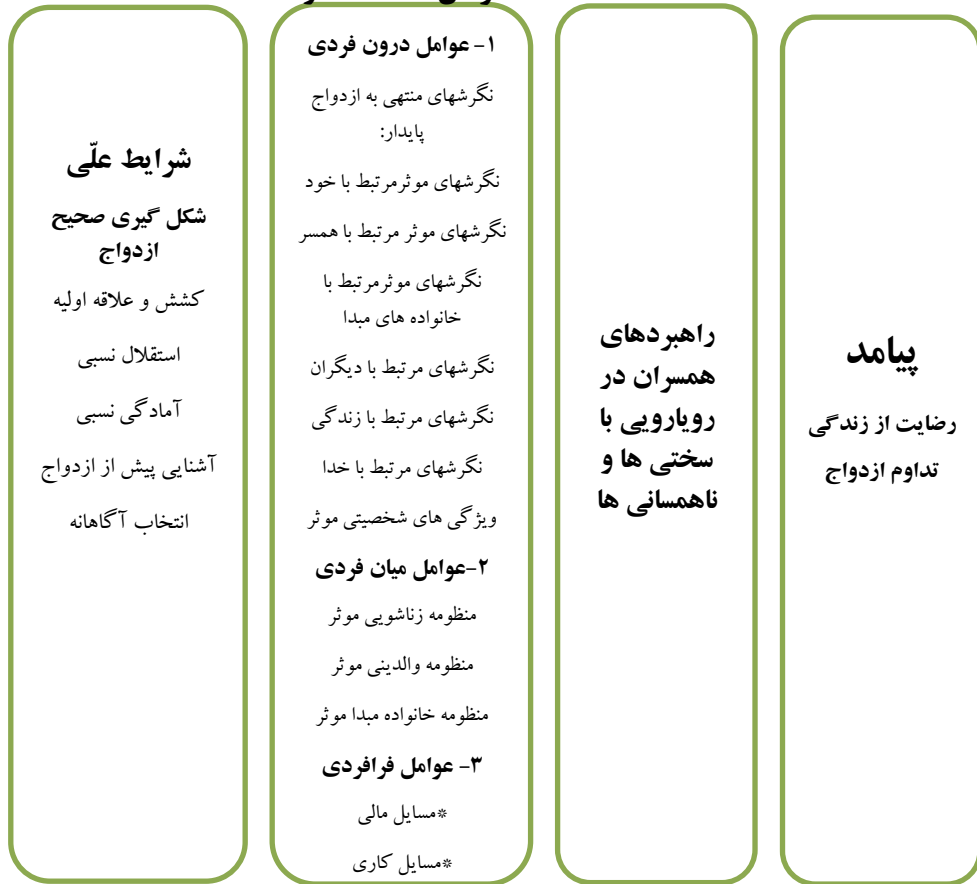 شرایط علّی
شکل گیری صحیح
ازدواج
کشش و علاقه اولیه
استقلال نسبی
آمادگی نسبی
آشنایی پیش از ازدواج
انتخاب آگاهانه
۱- عوامل درون فردی
نگرشهای منتهی به ازدواج
پایدار:
نگرشهای موثرمرتبط با خود
نگرشهای موثر مرتبط با همسر
نگرشهای موثرمرتبط با
خانواده های مبدا
نگرشهای مرتبط با دیگران
نگرشهای مرتبط با زندگی
نگرشهای مرتبط با خدا
ویژگی های شخصیتی موثر
۲-عوامل میان فردی
منظومه زناشویی موثر
منظومه والدینی موثر
منظومه خانواده مبدا موثر
۳- عوامل فرافردی
*مسایل مالی
*مسایل کاری
راهبردهای
همسران در
رویارویی با
سختی ها و
ناهمسانی ها
پیامد
رضایت از زندگی
تداوم ازدواج